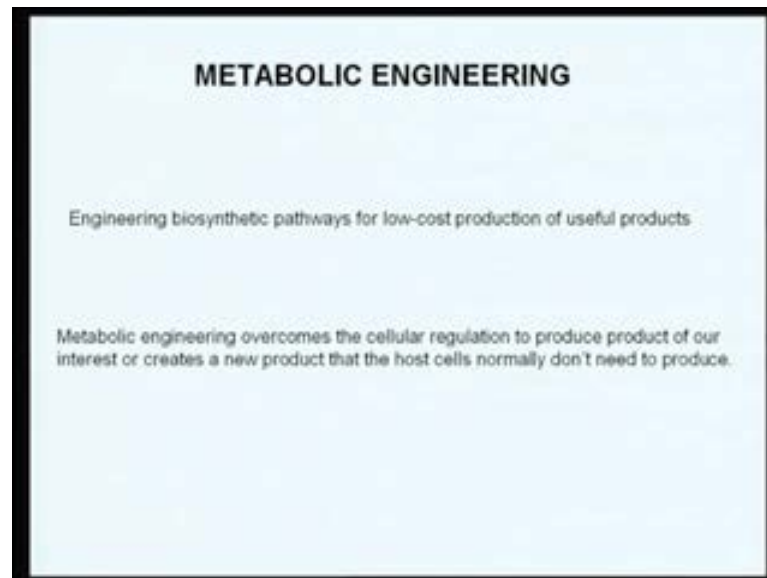 METABOLIC ENGINEERING
Engineering biosynthetic pathways for low-cost production of useful products
Metabolic engineering overcomes the cellular regulation to produce product of our
interest or creates a new product that the host cells normally don't need to produce.